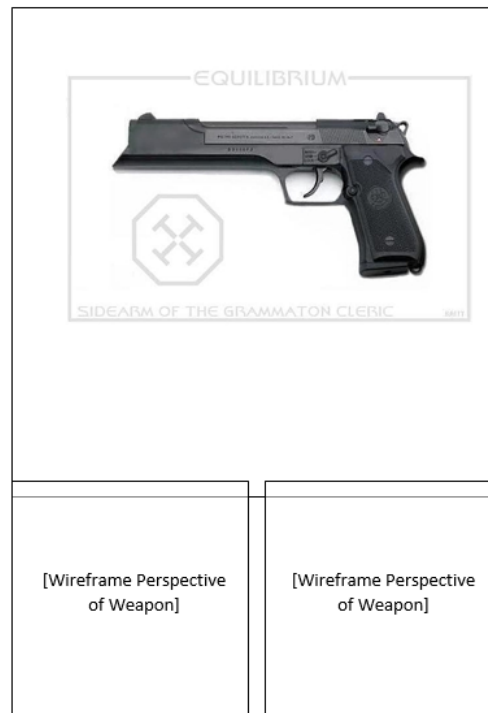 EQUILIBRIUM
SIDEARM OF THE GRAMMATON CLERIC
[Wireframe Perspective
of Weapon]
[Wireframe Perspective
of Weapon]